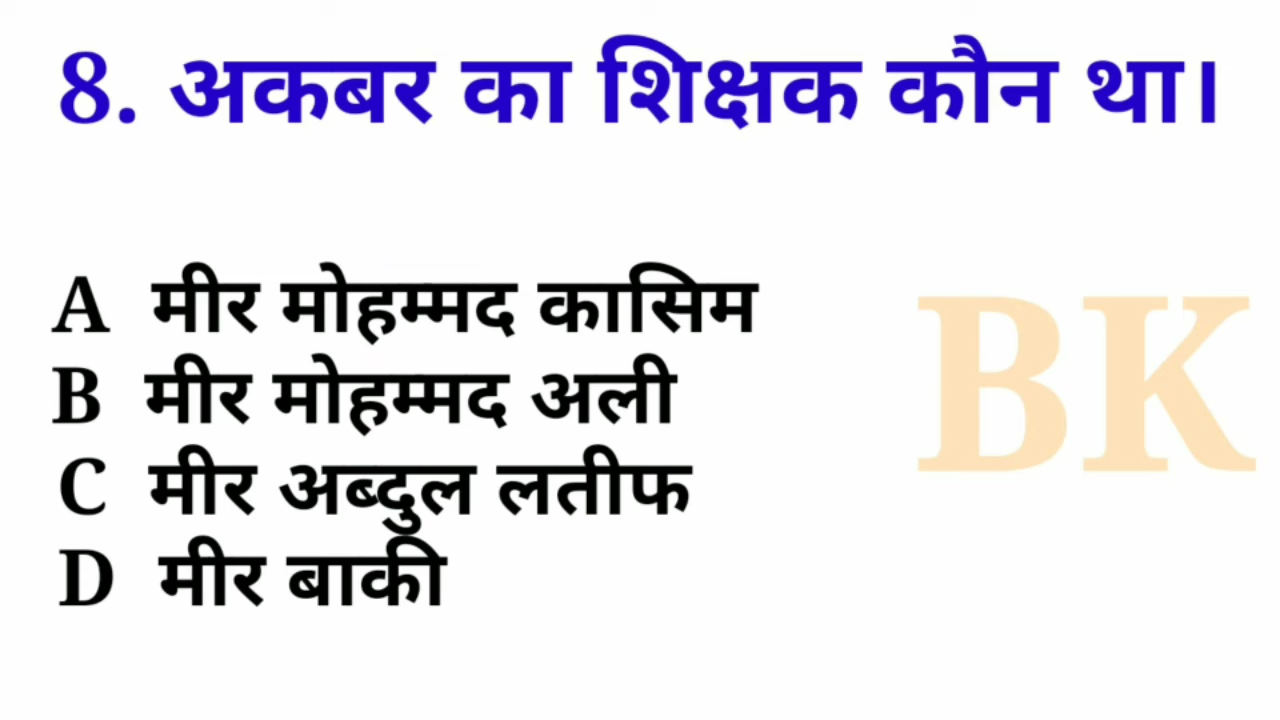 8. अकबर का शिक्षक कौन था।
A मीर मोहम्मद कासिम
B मीर मोहम्मद अली
C मीर अब्दुल लतीफ
D मीर बाकी
BK